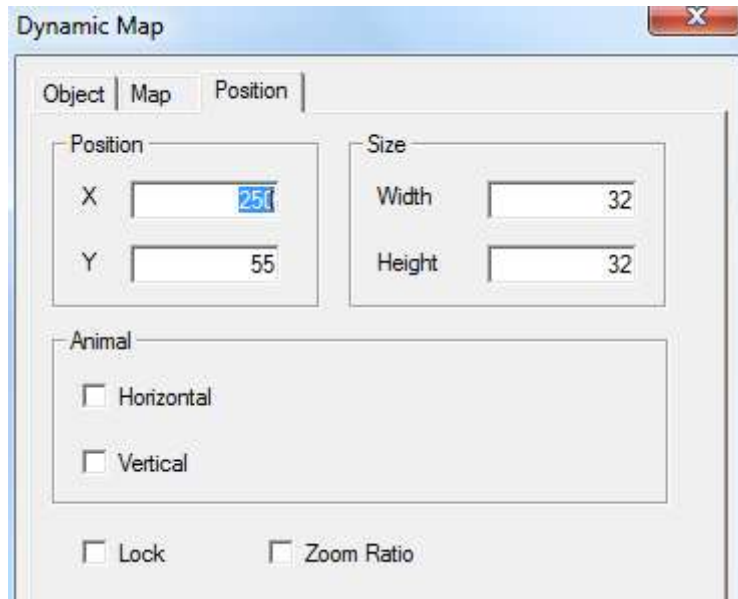 Dynamic Map
Object Map Position
Position Size
X 250 Width 32
Y 55 Height 32
Animal
Horizontal
Vertical
Lock Zoom Ratio